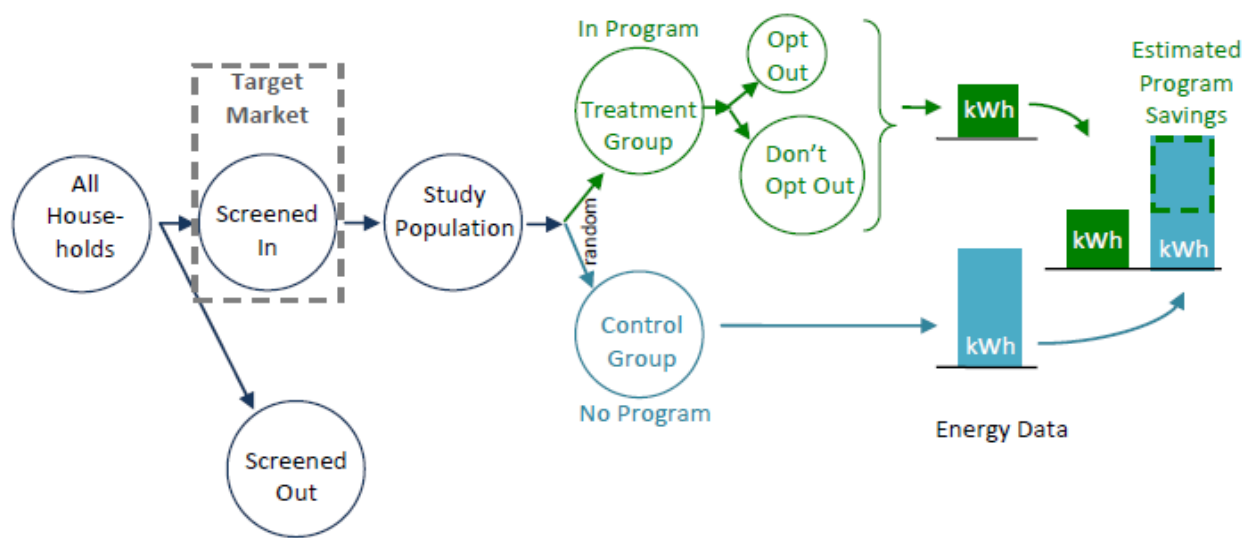 All
House-
holds
Target
Market
Screened
In
Screened
Out
Study
Population
random
In Program
Treatment
Group
Opt
Out
Don't
Opt Out
Control
Group
No Program
kWh
kWh
Energy Data
Estimated
Program
Savings
kWh
kWh